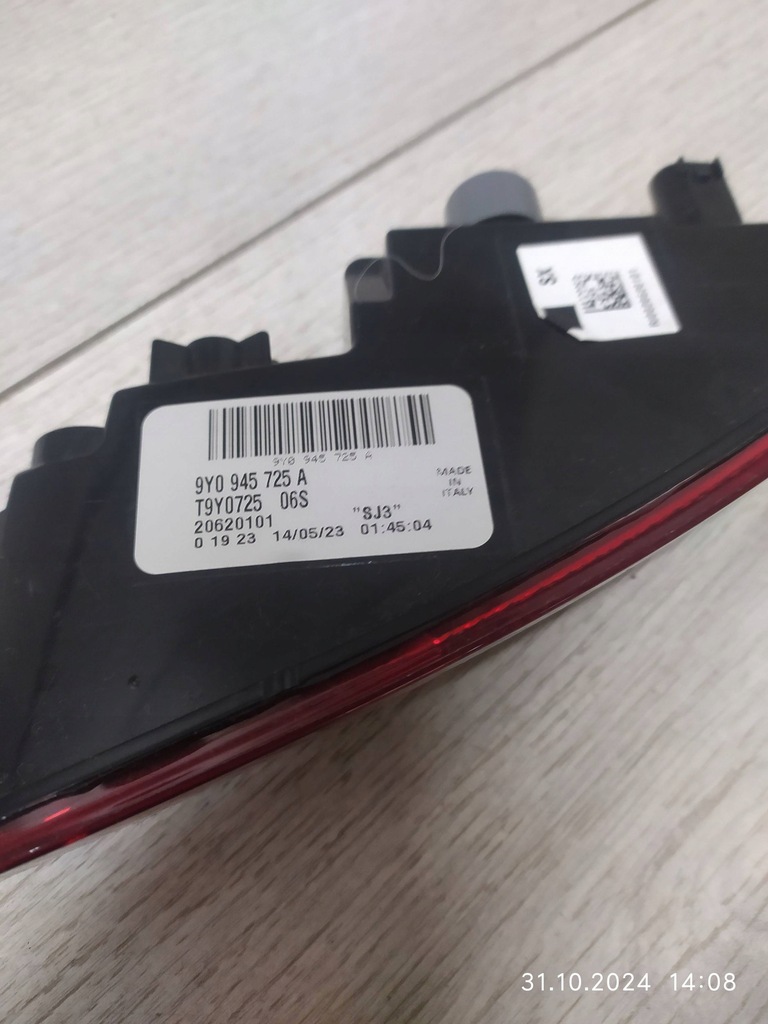 SX
9Y0 945 725 A
9Y0 945 725 A
T9Y0725 06S
20620101 "SJ3"
0 19 23 14/05/23 01:45:04
MADE
IN
ITALY
31.10.2024 14:08